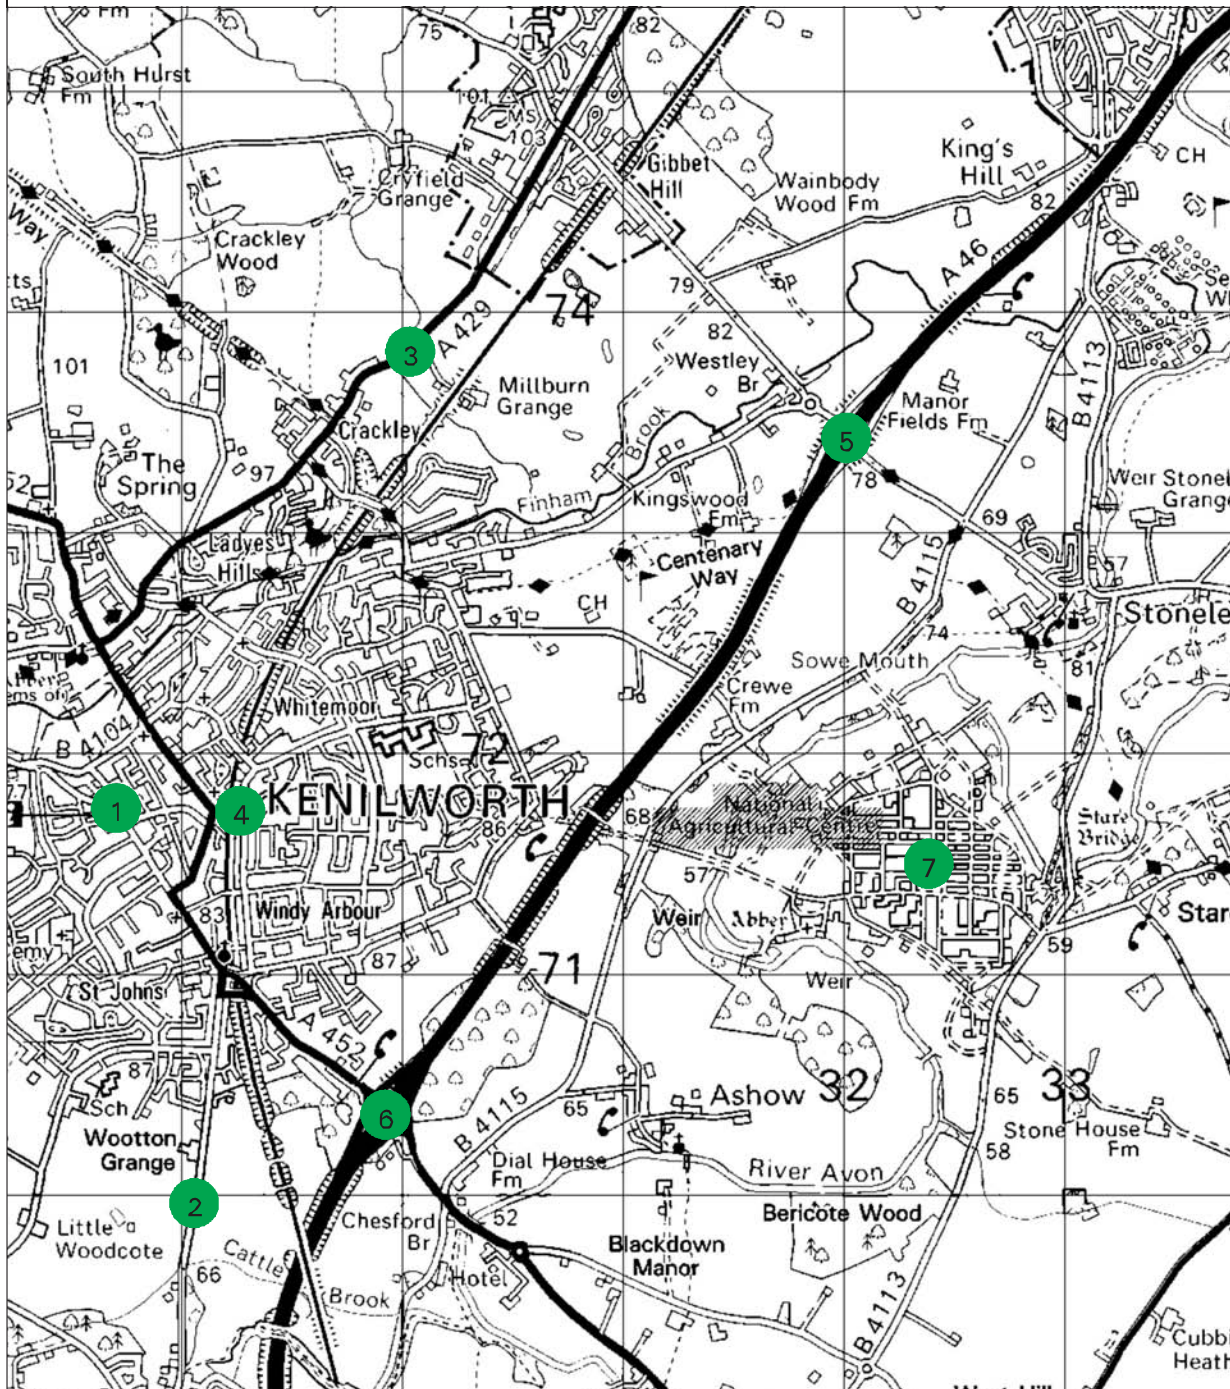 Fm
75
82
South Hurst
Fm
101
MS
103
Cryfield
Grange
Gibbet
Hill
King's
Hill
CH
Wainbody
Wood Fm
82
Way
Crackley
Wood
A 46
79
74
A 429
82
3
101
Westley
Br
Millburn
Grange
Manor
Fields Fm
B 4113
Crackley
5
The
Spring
97
Brook
78
Finham
Kingswood
Fm
69
Weir
Ladyes
Hill
Centenary
Way
B 4115
57
CH
74
Stonele
Sowe Mouth
81
Crewe
Fm
Whitemoor
B 4104
Schs
72
1
4
KENILWORTH
86
68
National
Agricultural Centre
Stare
Bridge
7
57
83
Windy Arbour
Weir
Abbey
Star
59
87
71
Weir
St Johns
A 452
87
Sch
6
65
Ashow
32
65
33
B 4115
Stone House
Fm
Wootton
Grange
58
Dial House
Fm
River Avon
2
52
Bericote Wood
Little
Woodcote
Chesford
Br
Blackdown
Manor
Cattle
66
Hotel
Brook
B 4113
Cubb
Heath